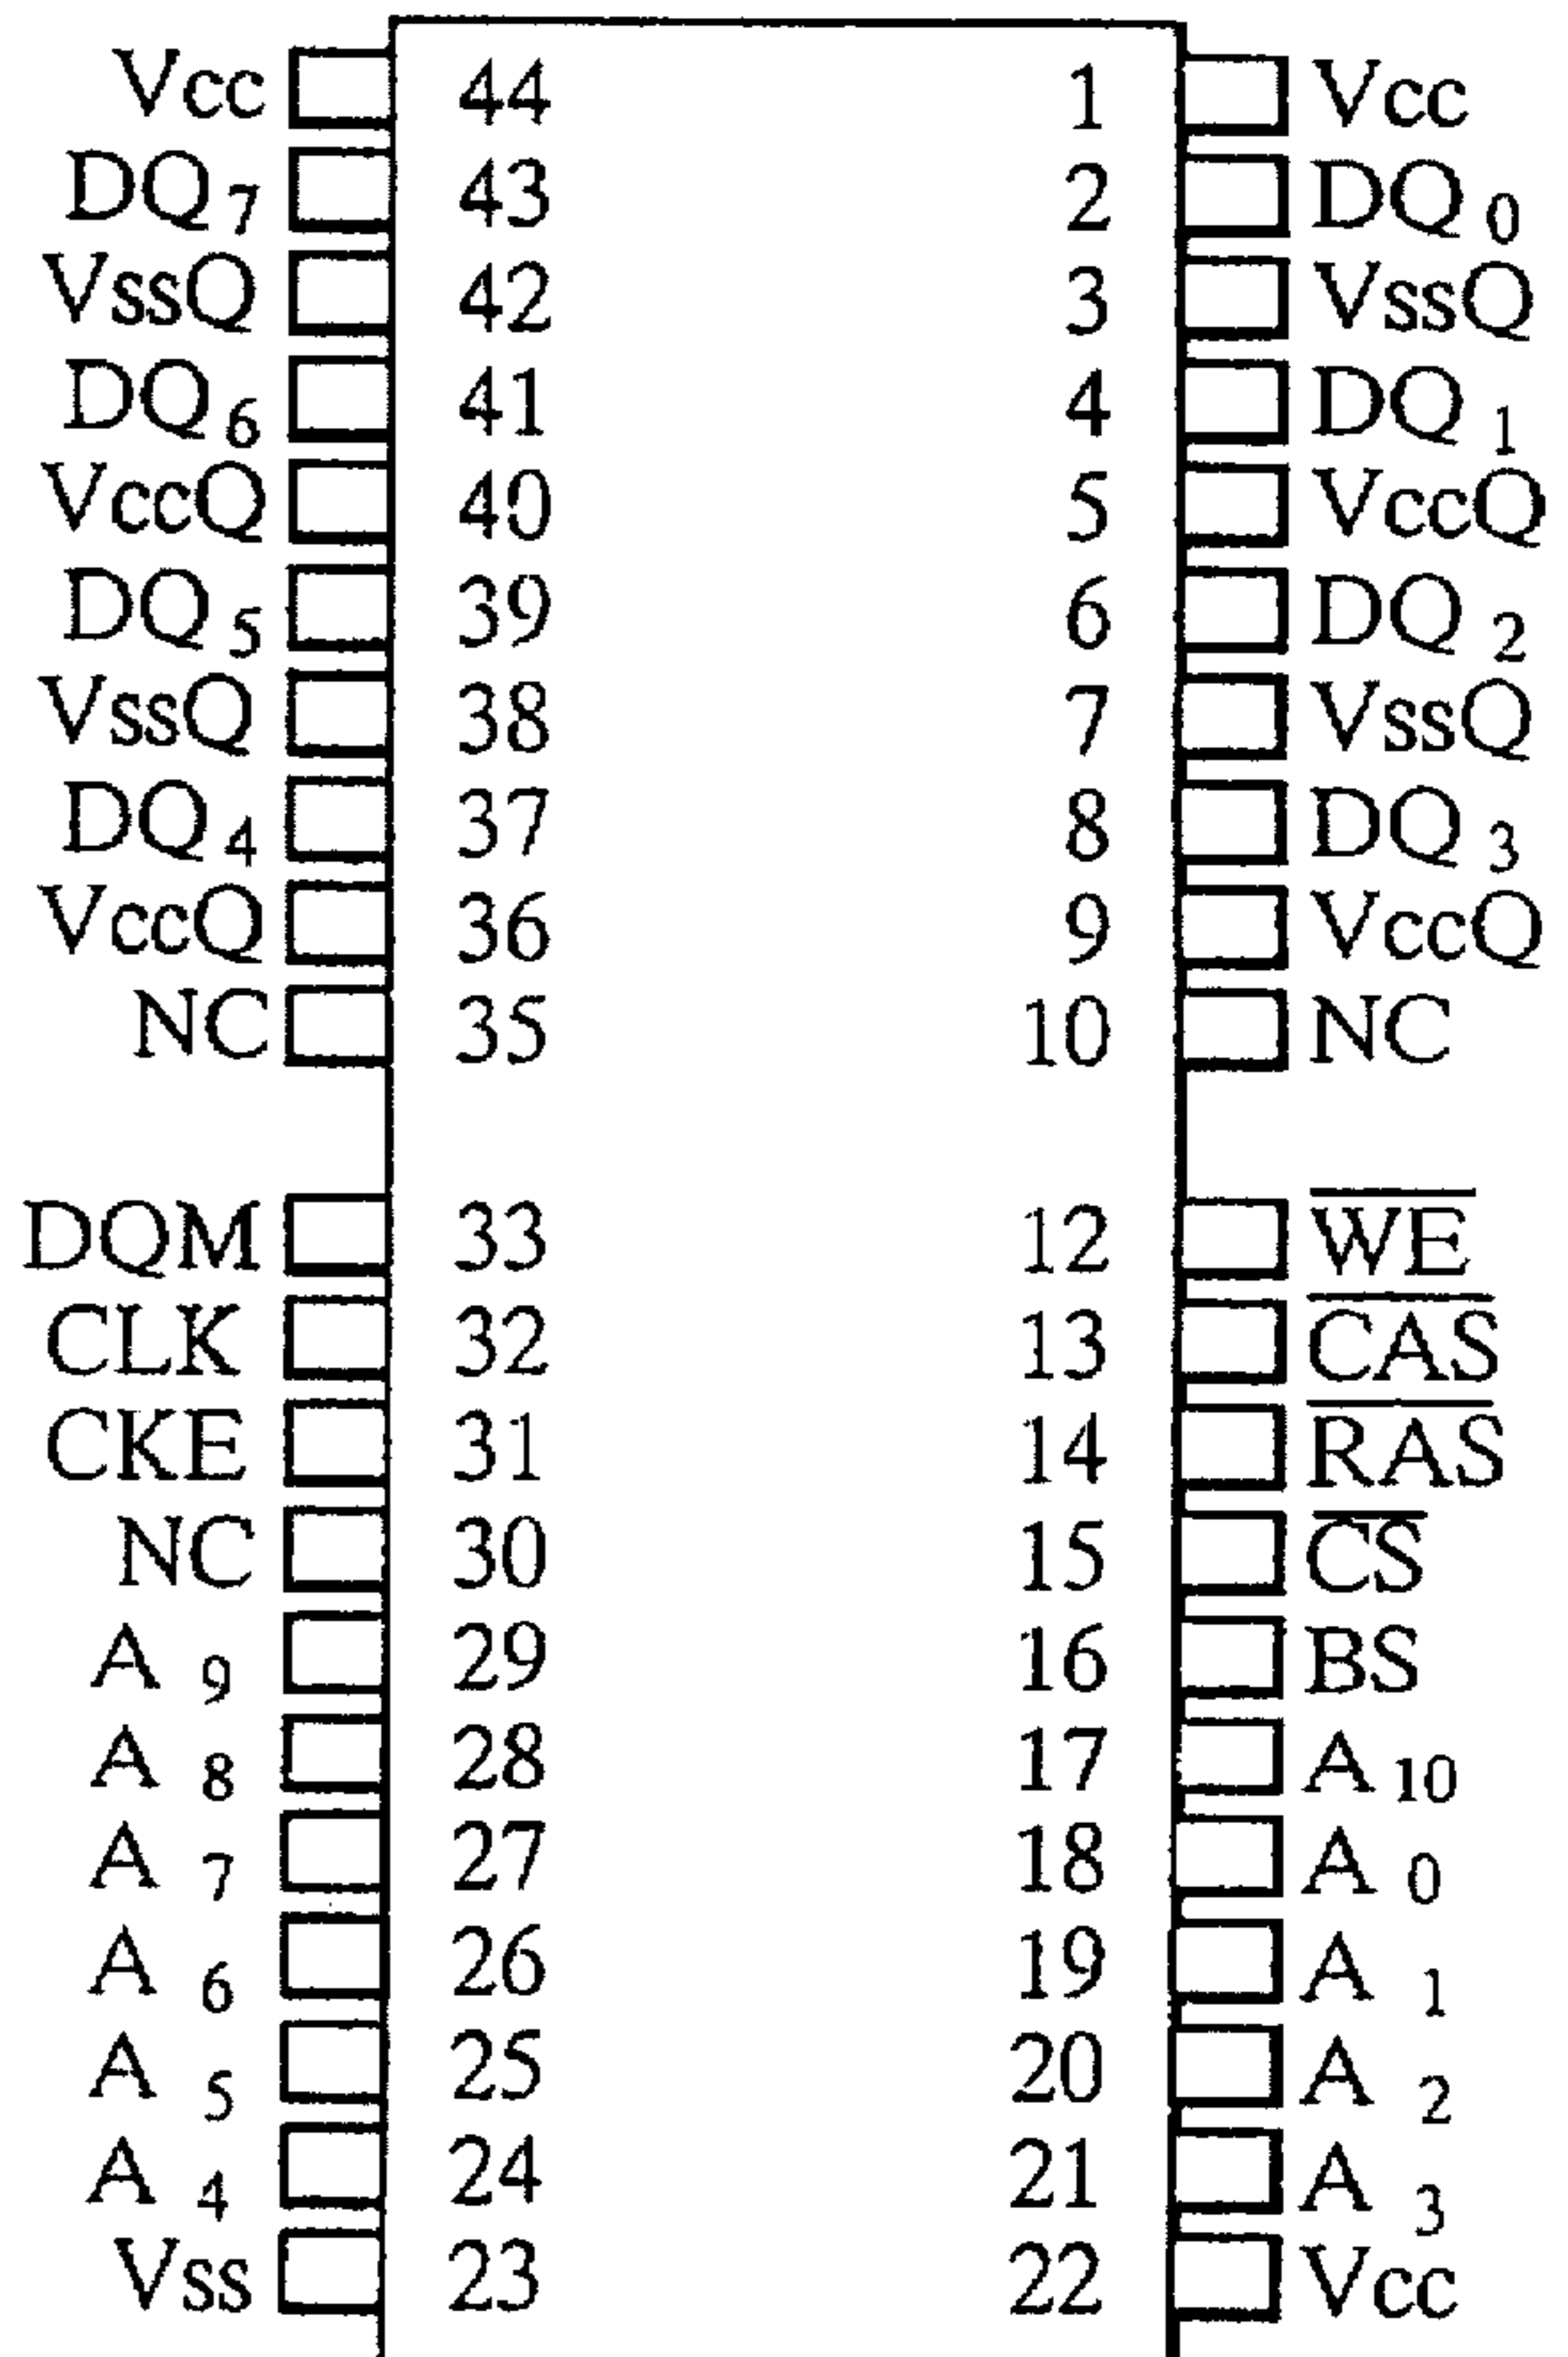 Vcc 44 1 Vcc
DQ7 43 2 DQ0
VssQ 42 3 VssQ
DQ6 41 4 DQ1
VccQ 40 5 VccQ
DQ5 39 6 DQ2
VssQ 38 7 VssQ
DQ4 37 8 DQ3
VccQ 36 9 VccQ
NC 35 10 NC
DQM 33 12 W̅E̅
CLK 32 13 C̅A̅S̅
CKE 31 14 R̅A̅S̅
NC 30 15 C̅S̅
A9 29 16 BS
A8 28 17 A10
A7 27 18 A0
A6 26 19 A1
A5 25 20 A2
A4 24 21 A3
Vss 23 22 Vcc